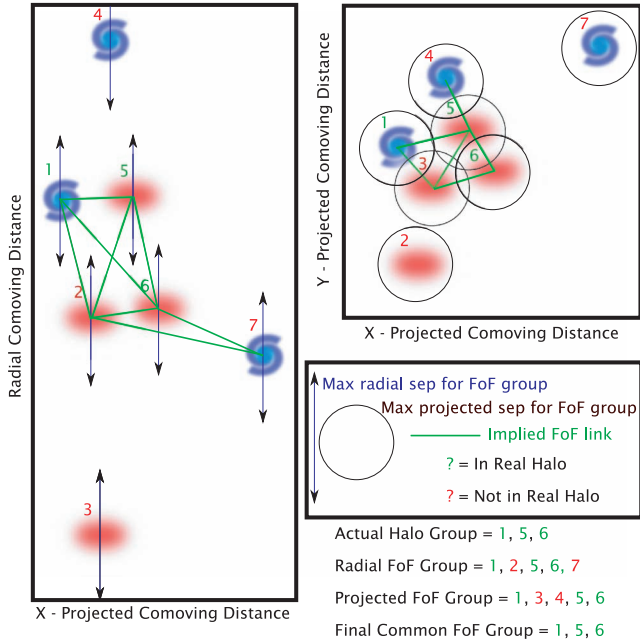 4
1
5
2
6
7
3
Radial Comoving Distance
X - Projected Comoving Distance
7
4
5
1
6
3
2
Y - Projected Comoving Distance
X - Projected Comoving Distance
Max radial sep for FoF group
Max projected sep for FoF group
Implied FoF link
? = In Real Halo
? = Not in Real Halo
Actual Halo Group = 1, 5, 6
Radial FoF Group = 1, 2, 5, 6, 7
Projected FoF Group = 1, 3, 4, 5, 6
Final Common FoF Group = 1, 5, 6